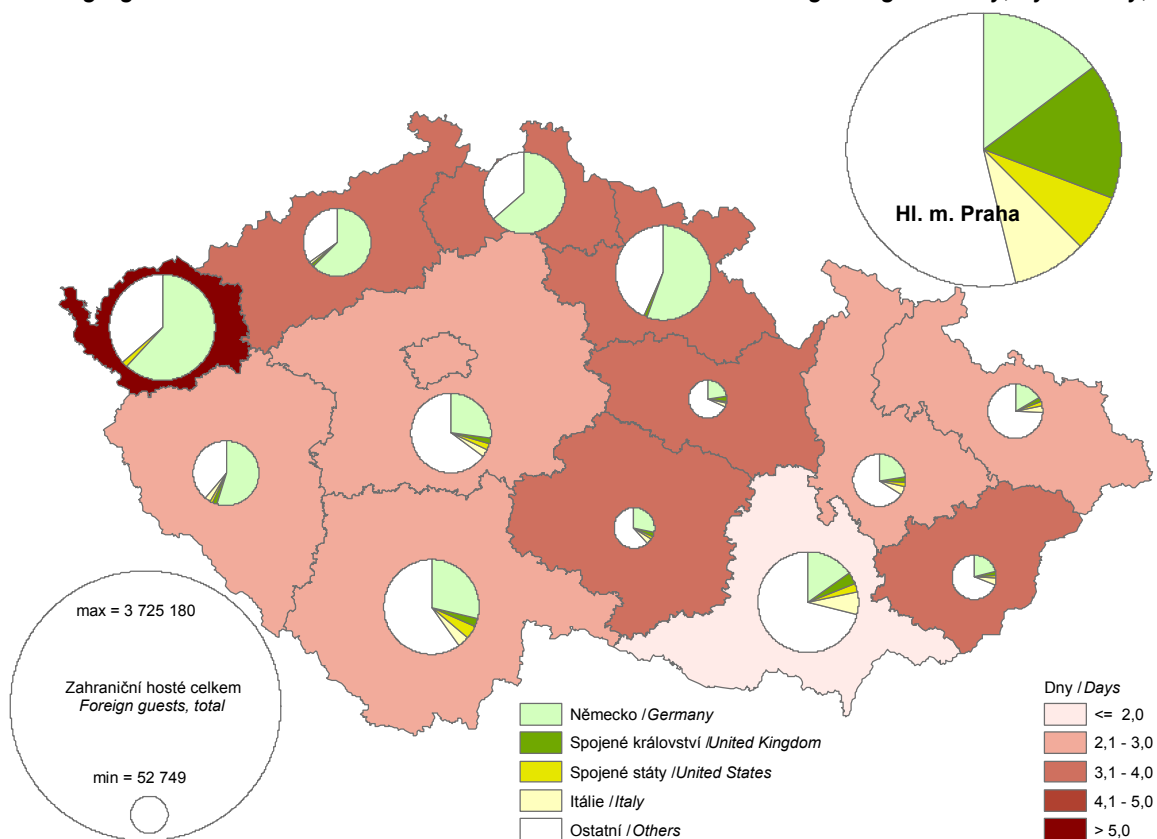 Hl. m. Praha
max = 3 725 180
Zahraniční hosté celkem
Foreign guests, total
min = 52 749
Německo / Germany
Spojené království / United Kingdom
Spojené státy / United States
Itálie / Italy
Ostatní / Others
Dny / Days
<= 2,0
2,1 - 3,0
3,1 - 4,0
4,1 - 5,0
> 5,0